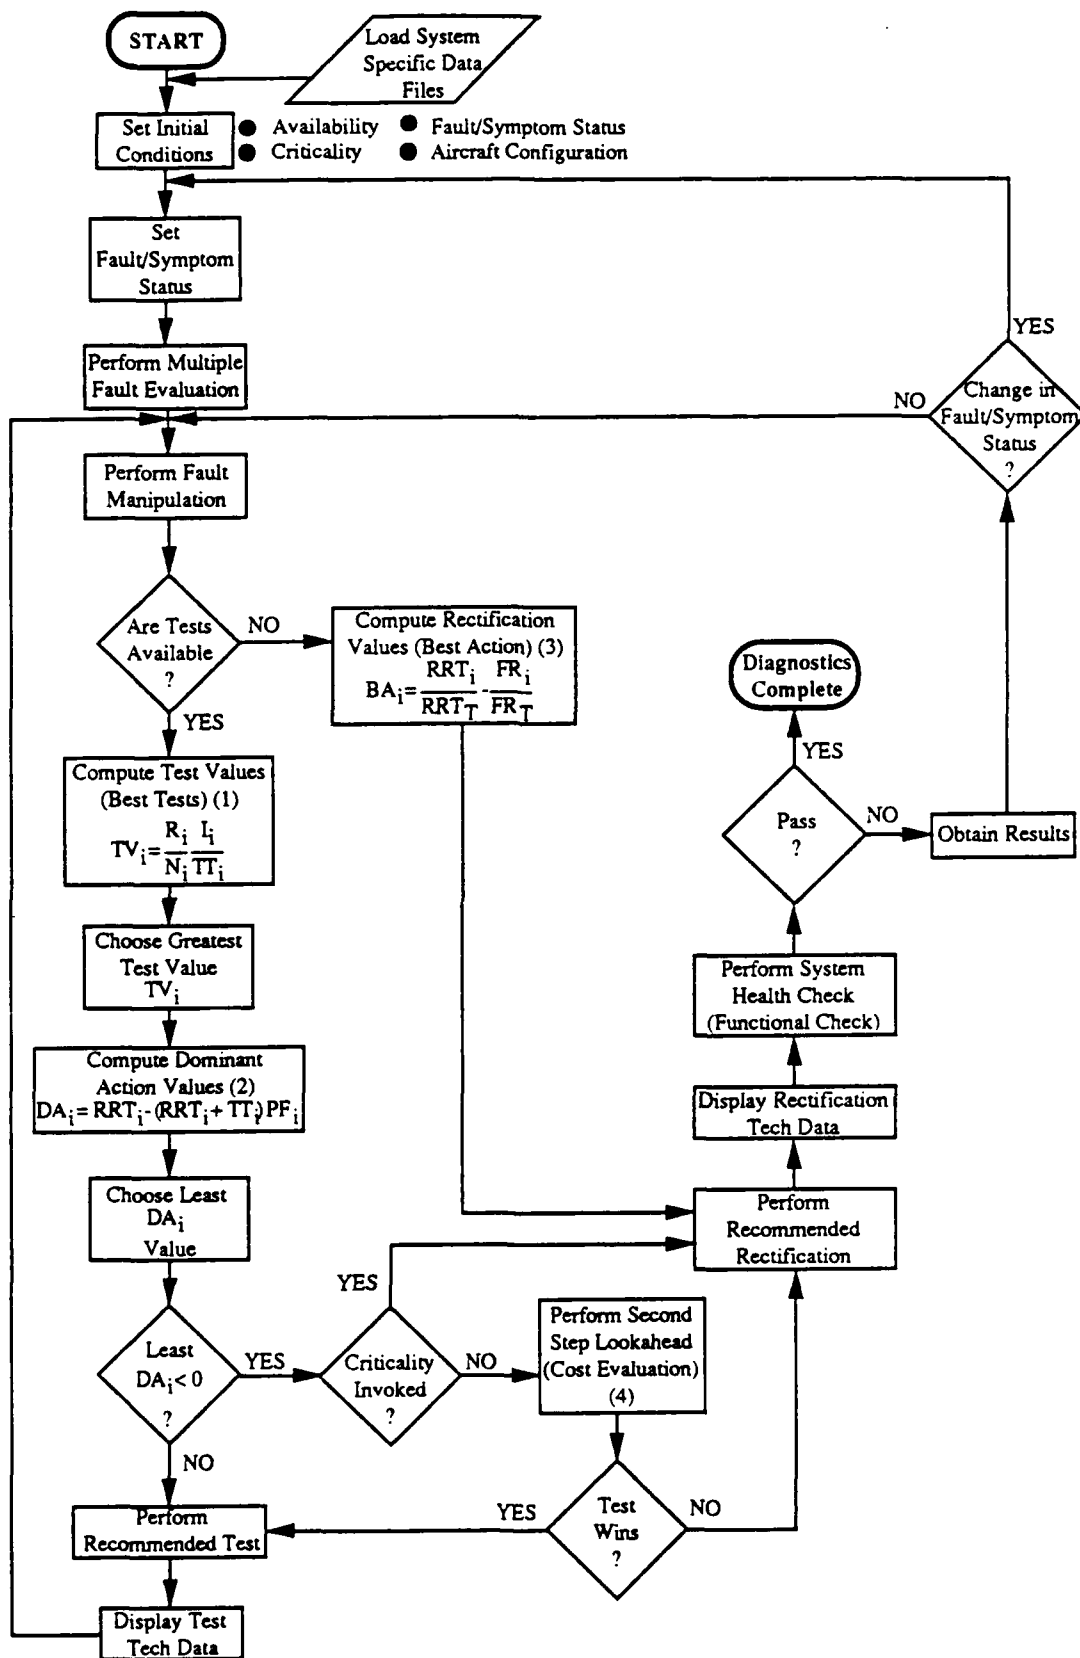 START
Load System
Specific Data
Files
Set Initial
Conditions
● Availability
● Fault/Symptom Status
● Criticality
● Aircraft Configuration
Set
Fault/Symptom
Status
Perform Multiple
Fault Evaluation
YES
Change in
Fault/Symptom
Status
?
NO
Perform Fault
Manipulation
Are Tests
Available
?
NO
YES
Compute Rectification
Values (Best Action) (3)
BA_i = RRT_i/RRT_T - FR_i/FR_T
Diagnostics
Complete
YES
Pass
?
NO
Obtain Results
Compute Test Values
(Best Tests) (1)
TV_i = R_i/N_i I_i/TT_i
Choose Greatest
Test Value
TV_i
Perform System
Health Check
(Functional Check)
Compute Dominant
Action Values (2)
DA_i = RRT_i - (RRT_i + TT_i) PF_i
Display Rectification
Tech Data
Choose Least
DA_i
Value
Perform
Recommended
Rectification
Least
DA_i < 0
?
YES
NO
YES
Criticality
Invoked
?
NO
Perform Second
Step Lookahead
(Cost Evaluation)
(4)
Test
Wins
?
YES
NO
Perform
Recommended Test
Display Test
Tech Data